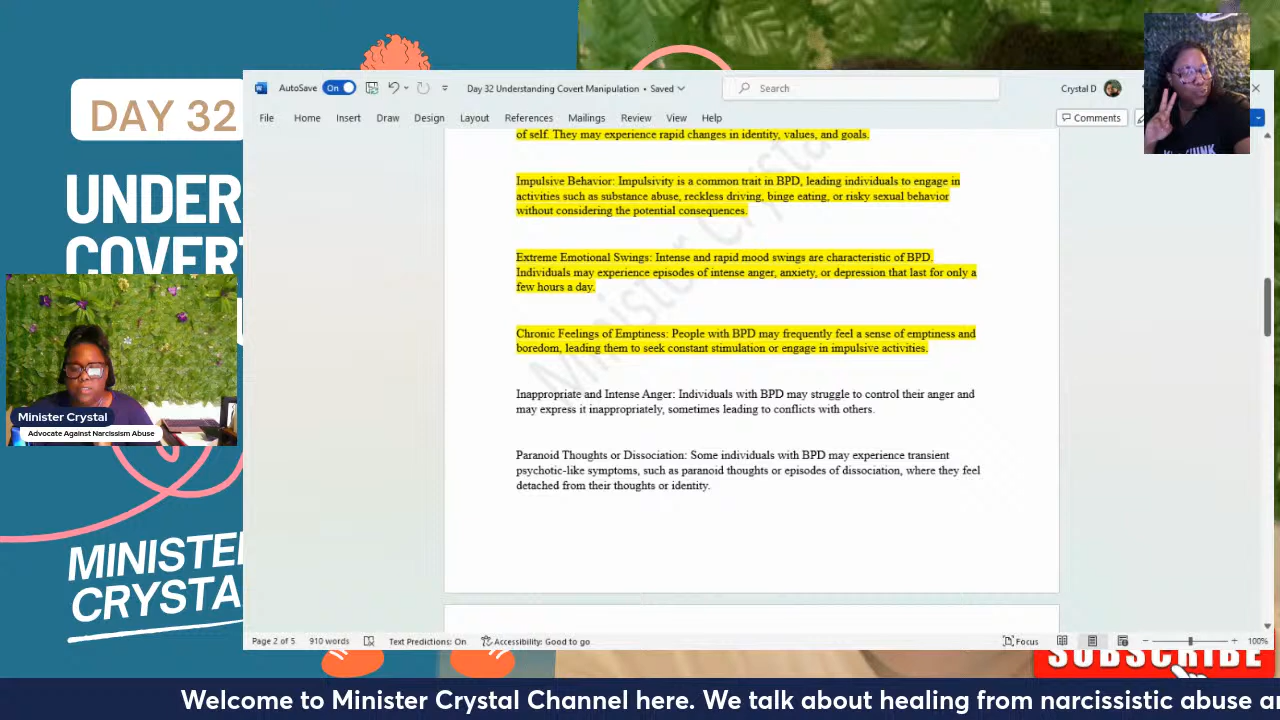 DAY 32
UNDER
COVERT
MINISTER
CRYSTA
Minister Crystal
Advocate Against Narcissism Abuse
AutoSave
On
Day 32 Understanding Covert Manipulation • Saved
Search
Crystal D
File Home Insert Draw Design Layout References Mailings Review View Help
Comments
of self. They may experience rapid changes in identity, values, and goals.
Impulsive Behavior: Impulsivity is a common trait in BPD, leading individuals to engage in
activities such as substance abuse, reckless driving, binge eating, or risky sexual behavior
without considering the potential consequences.
Extreme Emotional Swings: Intense and rapid mood swings are characteristic of BPD.
Individuals may experience episodes of intense anger, anxiety, or depression that last for only a
few hours a day.
Chronic Feelings of Emptiness: People with BPD may frequently feel a sense of emptiness and
boredom, leading them to seek constant stimulation or engage in impulsive activities.
Inappropriate and Intense Anger: Individuals with BPD may struggle to control their anger and
may express it inappropriately, sometimes leading to conflicts with others.
Paranoid Thoughts or Dissociation: Some individuals with BPD may experience transient
psychotic-like symptoms, such as paranoid thoughts or episodes of dissociation, where they feel
detached from their thoughts or identity.
Minister Crystal
Page 2 of 5 910 words Text Predictions: On Accessibility: Good to go
Focus
100%
SUBSCRIBE
Welcome to Minister Crystal Channel here. We talk about healing from narcissistic abuse a